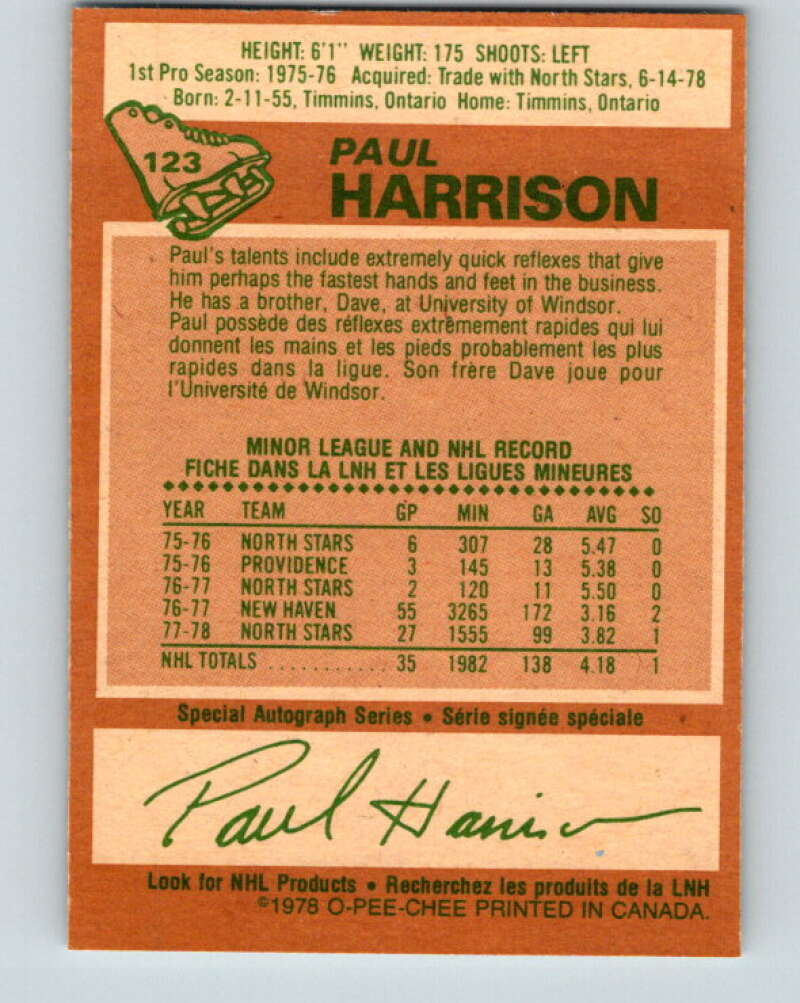 HEIGHT: 6'1" WEIGHT: 175 SHOOTS: LEFT
1st Pro Season: 1975-76 Acquired: Trade with North Stars, 6-14-78
Born: 2-11-55, Timmins, Ontario Home: Timmins, Ontario
123
PAUL
HARRISON
Paul's talents include extremely quick reflexes that give
him perhaps the fastest hands and feet in the business.
He has a brother, Dave, at University of Windsor.
Paul possède des réflexes extrêmement rapides qui lui
donnent les mains et les pieds probablement les plus
rapides dans la ligue. Son frère Dave joue pour
l'Université de Windsor.
MINOR LEAGUE AND NHL RECORD
FICHE DANS LA LNH ET LES LIGUES MINEURES
YEAR TEAM GP MIN GA AVG SO
75-76 NORTH STARS 6 307 28 5.47 0
75-76 PROVIDENCE 3 145 13 5.38 0
76-77 NORTH STARS 2 120 11 5.50 0
76-77 NEW HAVEN 55 3265 172 3.16 2
77-78 NORTH STARS 27 1555 99 3.82 1
NHL TOTALS ........... 35 1982 138 4.18 1
Special Autograph Series • Série signée spéciale
Paul Harrison
Look for NHL Products • Recherchez les produits de la LNH
©1978 O-PEE-CHEE PRINTED IN CANADA.